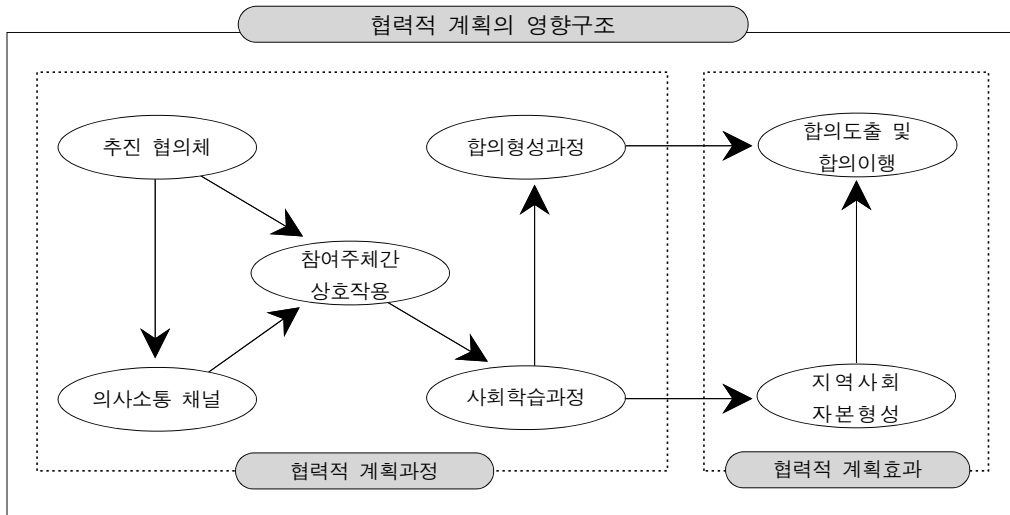 협력적 계획의 영향구조
추진 협의체
합의형성과정
합의도출 및
합의이행
참여주체간
상호작용
의사소통 채널
사회학습과정
지역사회
자본형성
협력적 계획과정
협력적 계획효과